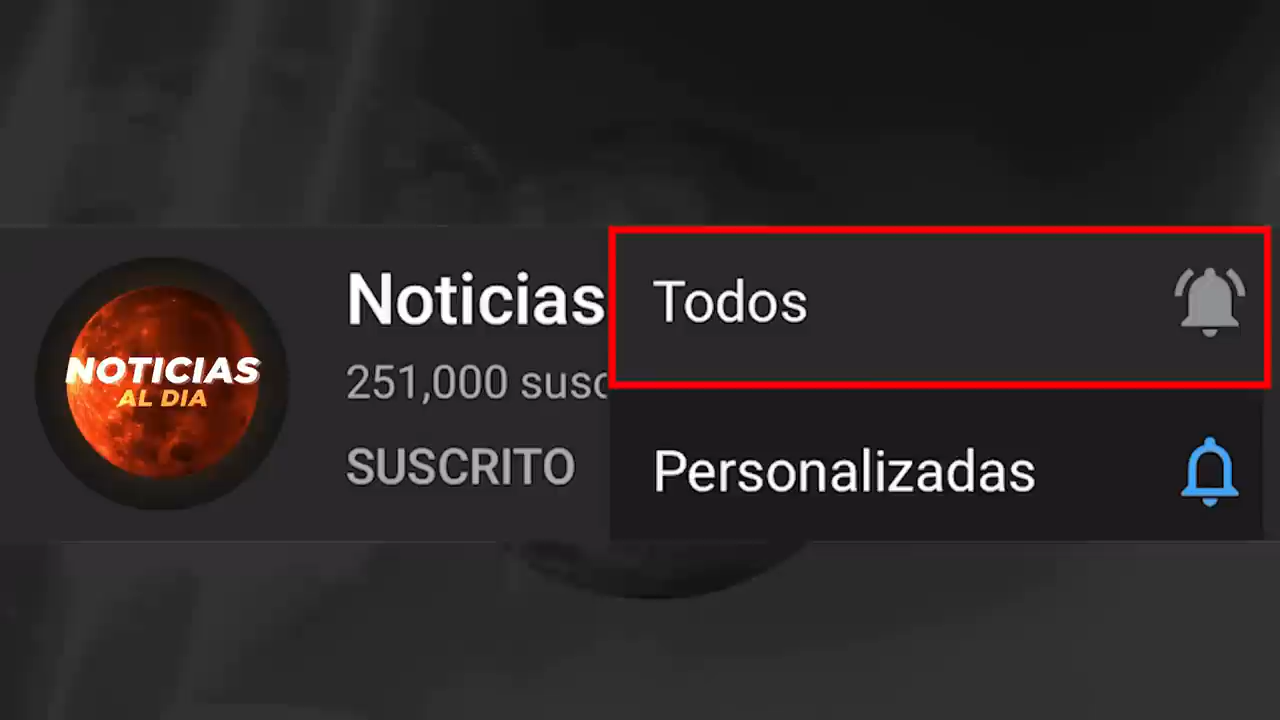 NOTICIAS
AL DIA
Noticias
251,000 susc
SUSCRITO
Todos
Personalizadas